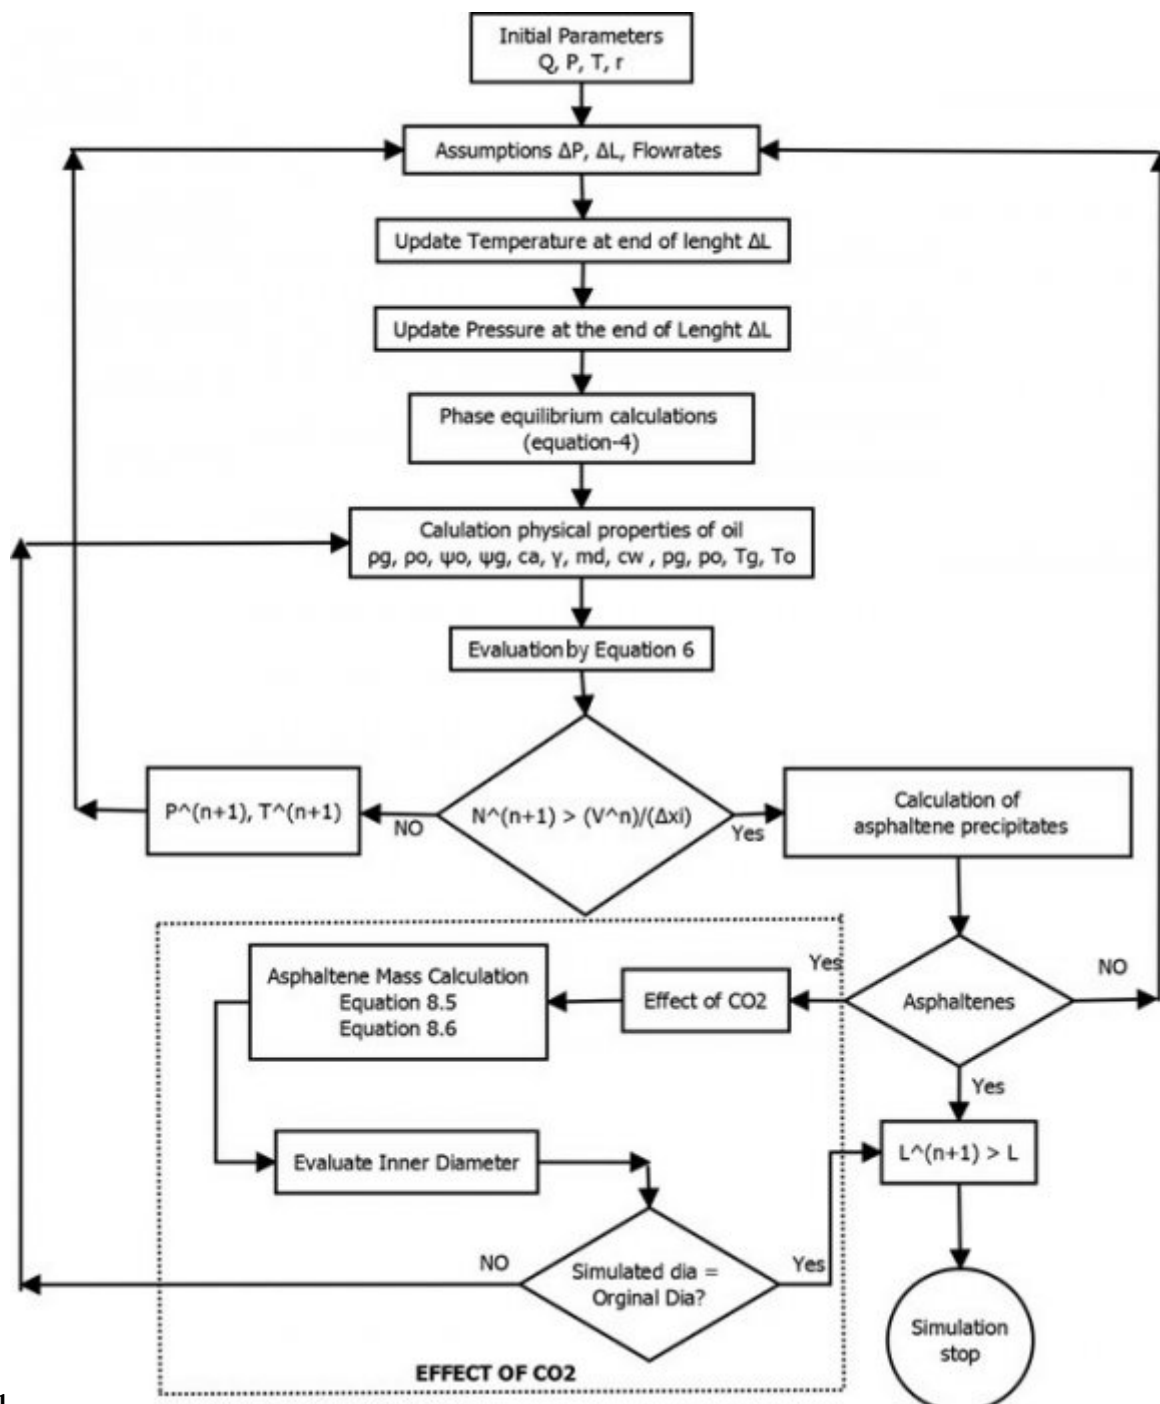 Initial Parameters
Q, P, T, r
Assumptions ΔP, ΔL, Flowrates
Update Temperature at end of lenght ΔL
Update Pressure at the end of Lenght ΔL
Phase equilibrium calculations
(equation-4)
Calulation physical properties of oil
ρg, ρo, ψo, ψg, ca, γ, md, cw , pg, po, Tg, To
Evaluation by Equation 6
P^(n+1), T^(n+1)
NO
N^(n+1) > (V^n)/(Δxi)
Yes
Calculation of
asphaltene precipitates
Asphaltene Mass Calculation
Equation 8.5
Equation 8.6
Effect of CO2
Yes
Asphaltenes
NO
Yes
Evaluate Inner Diameter
L^(n+1) > L
NO
Simulated dia =
Orginal Dia?
Yes
Simulation
stop
EFFECT OF CO2